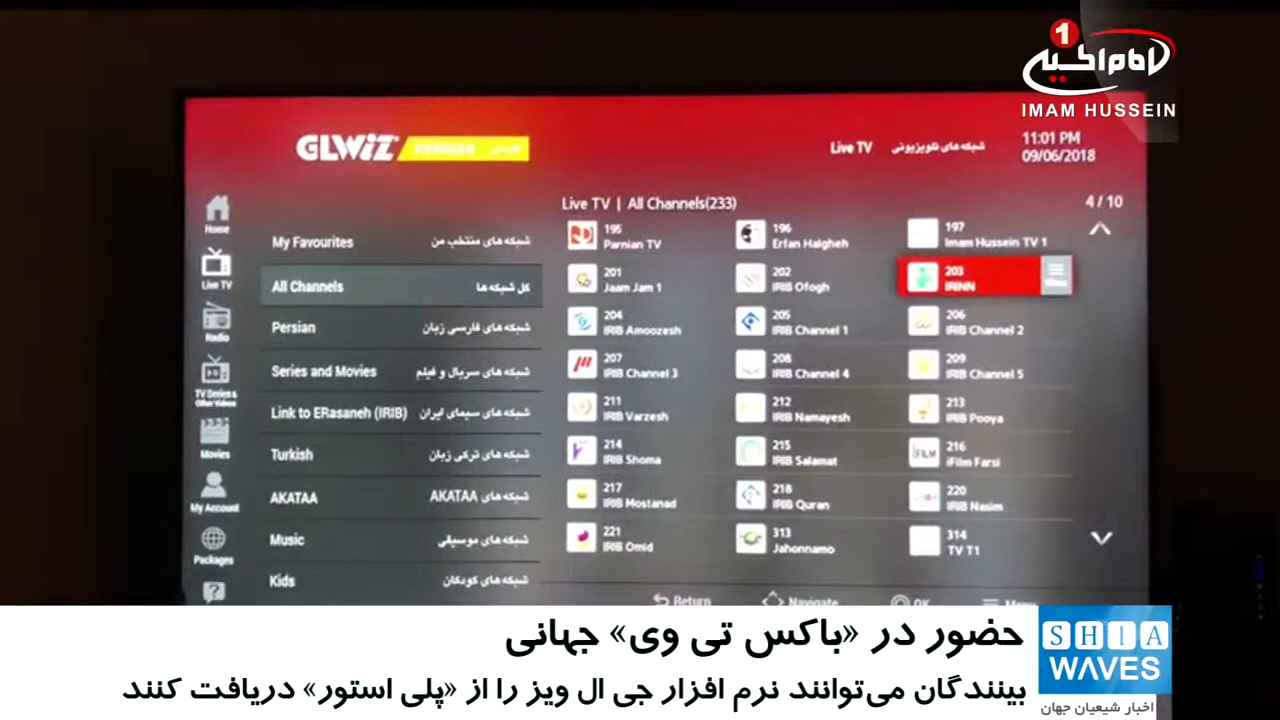 1
امام حسین
IMAM HUSSEIN
GLWiZ PERSIAN فارسی
Live TV شبکه های تلویزیونی
11:01 PM
09/06/2018
Live TV | All Channels(233)
4 / 10
Home
Live TV
Radio
TV Series &
Other Videos
Movies
My Account
Packages
My Favourites شبکه های منتخب من
All Channels کل شبکه ها
Persian شبکه های فارسی زبان
Series and Movies شبکه های سریال و فیلم
Link to ERasaneh (IRIB) شبکه های سیمای ایران
Turkish شبکه های ترکی زبان
AKATAA شبکه های AKATAA
Music شبکه های موسیقی
Kids شبکه های کودکان
195 Parnian TV
196 Erfan Halgheh
197 Imam Hussein TV 1
201 Jaam Jam 1
202 IRIB Ofogh
203 IRINN
Menu
204 IRIB Amoozesh
205 IRIB Channel 1
206 IRIB Channel 2
207 IRIB Channel 3
208 IRIB Channel 4
209 IRIB Channel 5
211 IRIB Varzesh
212 IRIB Namayesh
213 IRIB Pooya
214 IRIB Shoma
215 IRIB Salamat
iFILM
216 iFilm Farsi
217 IRIB Mostanad
218 IRIB Quran
220 IRIB Nasim
221 IRIB Omid
313 Jahonnamo
314 TV T1
Return Navigate OK Menu
حضور در «باکس تی وی» جهانی
بینندگان می‌توانند نرم افزار جی ال ویز را از «پلی استور» دریافت کنند
SHIA
WAVES
اخبار شیعیان جهان